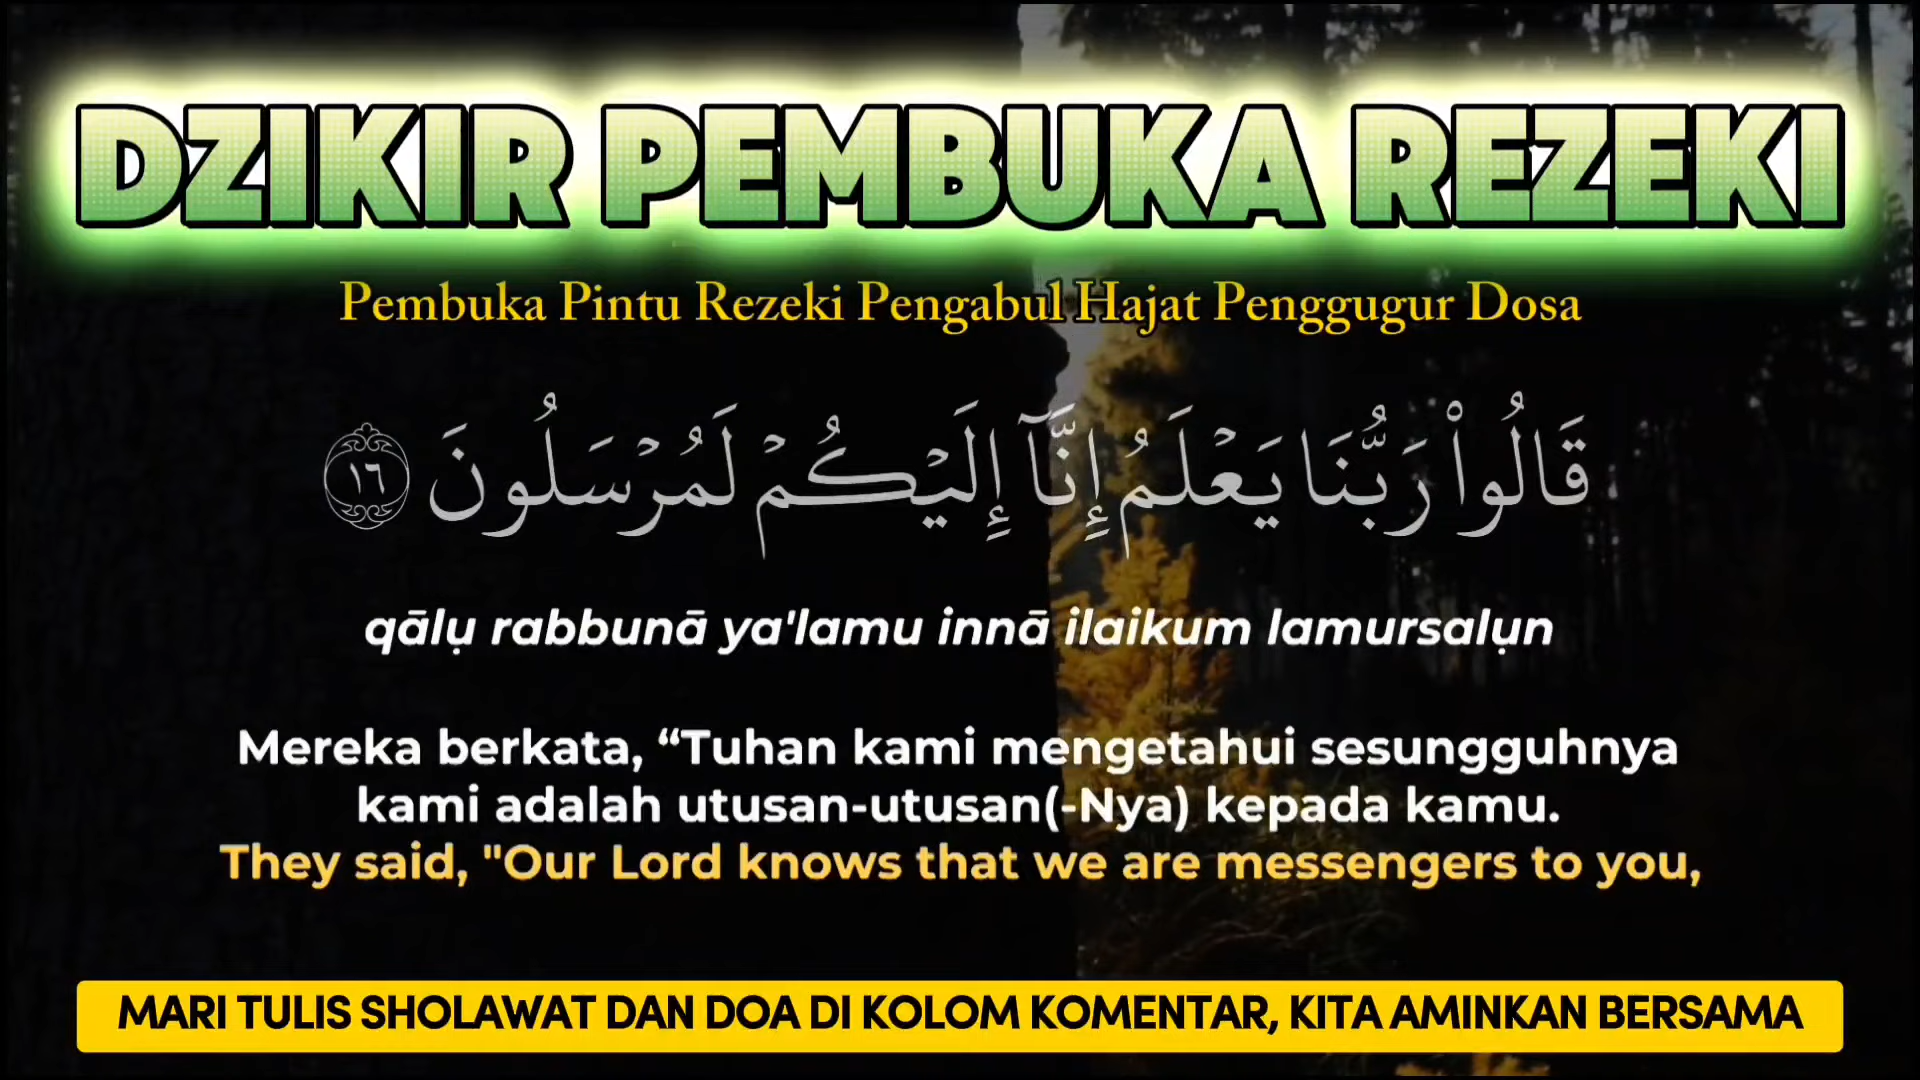 DZIKIR PEMBUKA REZEKI
Pembuka Pintu Rezeki Pengabul Hajat Penggugur Dosa
قَالُواْ رَبُّنَا يَعۡلَمُ إِنَّآ إِلَيۡكُمۡ لَمُرۡسَلُونَ ١٦
qālụ rabbunā ya'lamu innā ilaikum lamursalụn
Mereka berkata, “Tuhan kami mengetahui sesungguhnya
kami adalah utusan-utusan(-Nya) kepada kamu.
They said, "Our Lord knows that we are messengers to you,
MARI TULIS SHOLAWAT DAN DOA DI KOLOM KOMENTAR, KITA AMINKAN BERSAMA